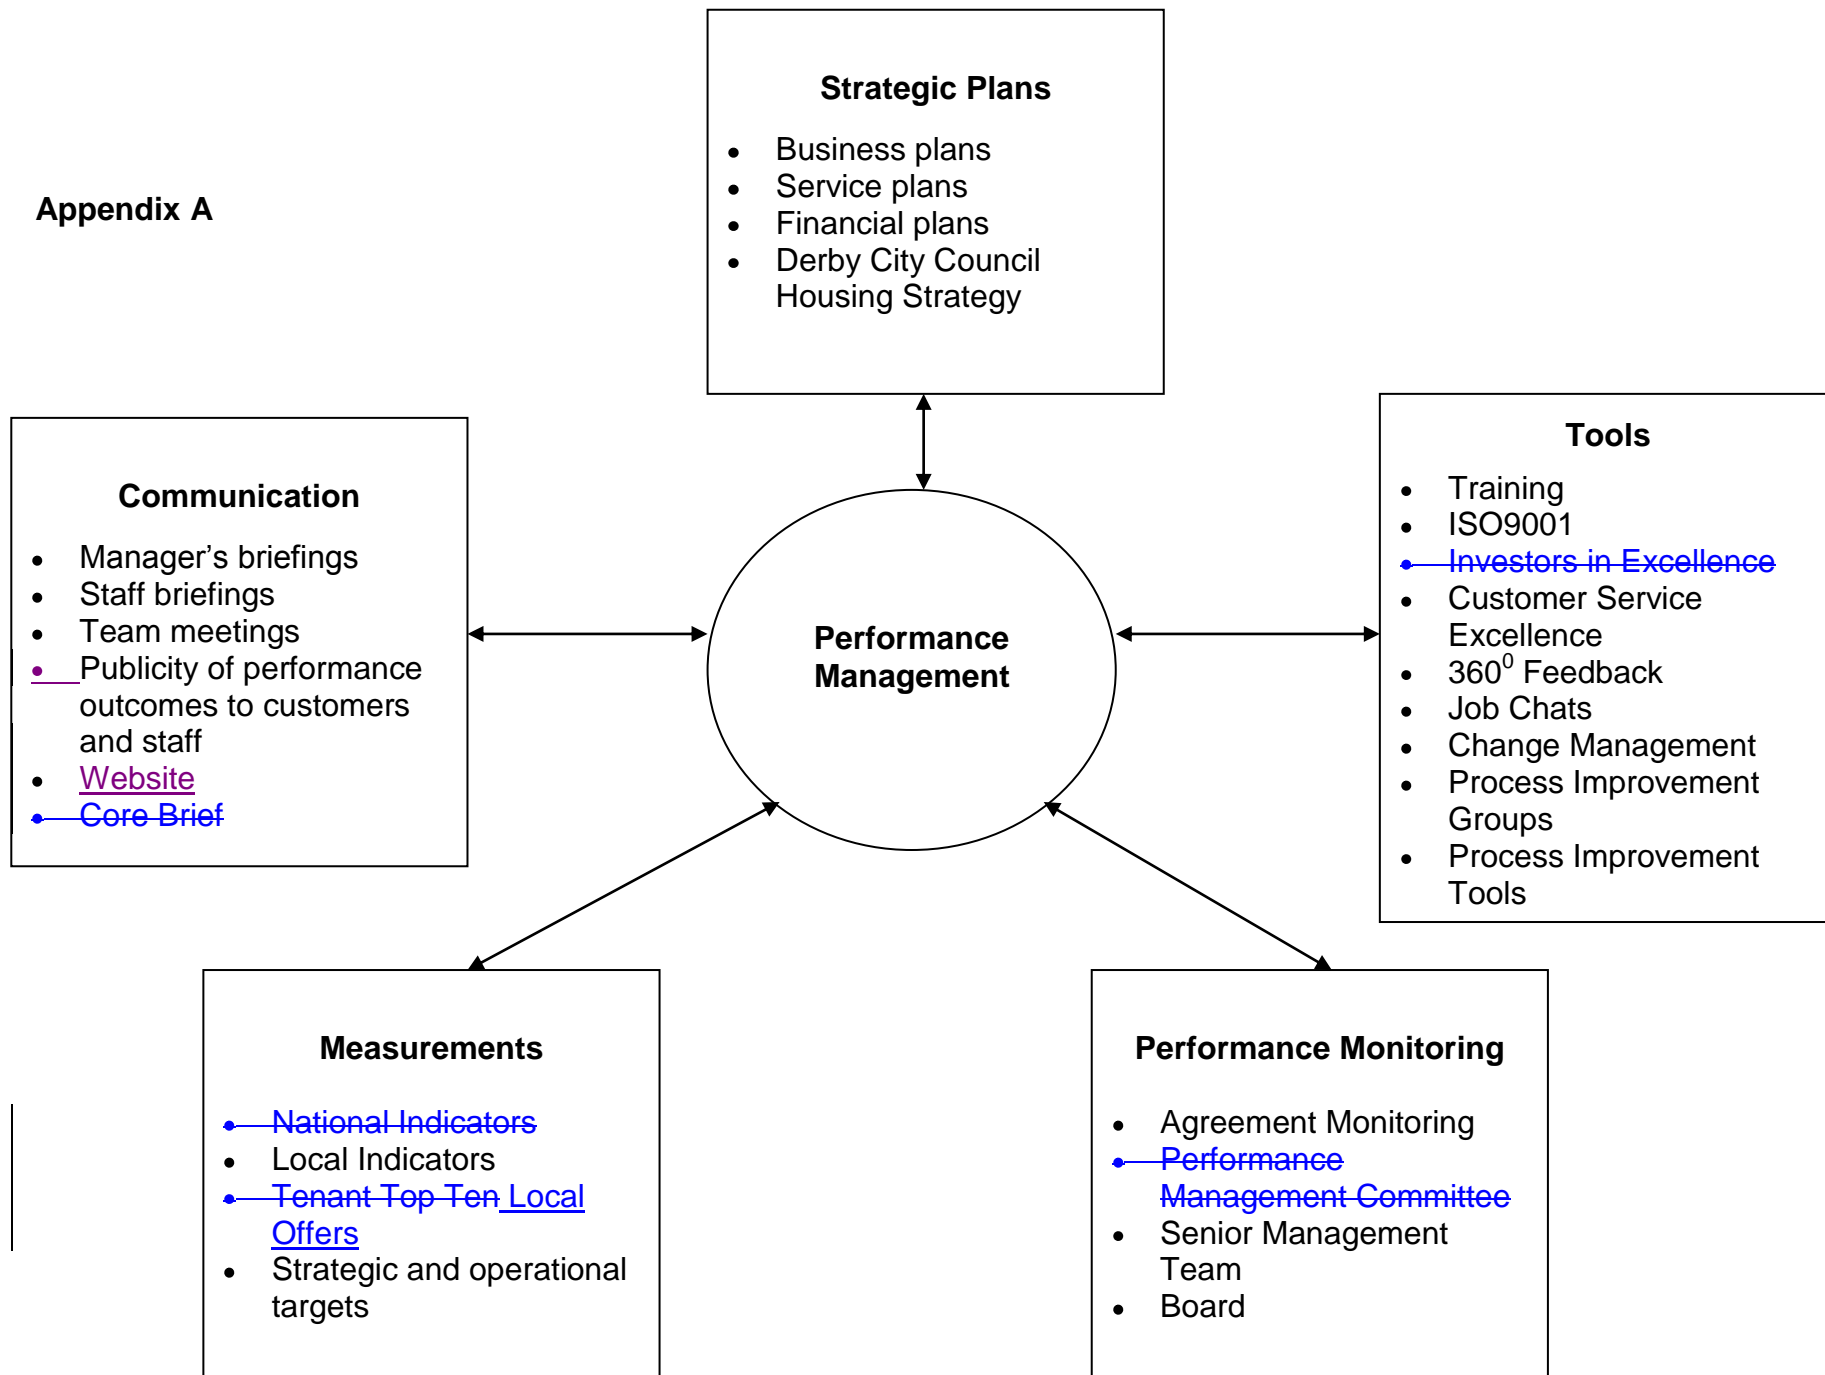 Strategic Plans
• Business plans
• Service plans
• Financial plans
• Derby City Council
Housing Strategy
Appendix A
Communication
• Manager’s briefings
• Staff briefings
• Team meetings
• Publicity of performance
outcomes to customers
and staff
• Website
• Core Brief
Performance
Management
Tools
• Training
• ISO9001
• Investors in Excellence
• Customer Service
Excellence
• 360⁰ Feedback
• Job Chats
• Change Management
• Process Improvement
Groups
• Process Improvement
Tools
Measurements
• National Indicators
• Local Indicators
• Tenant Top Ten Local
Offers
• Strategic and operational
targets
Performance Monitoring
• Agreement Monitoring
• Performance
Management Committee
• Senior Management
Team
• Board